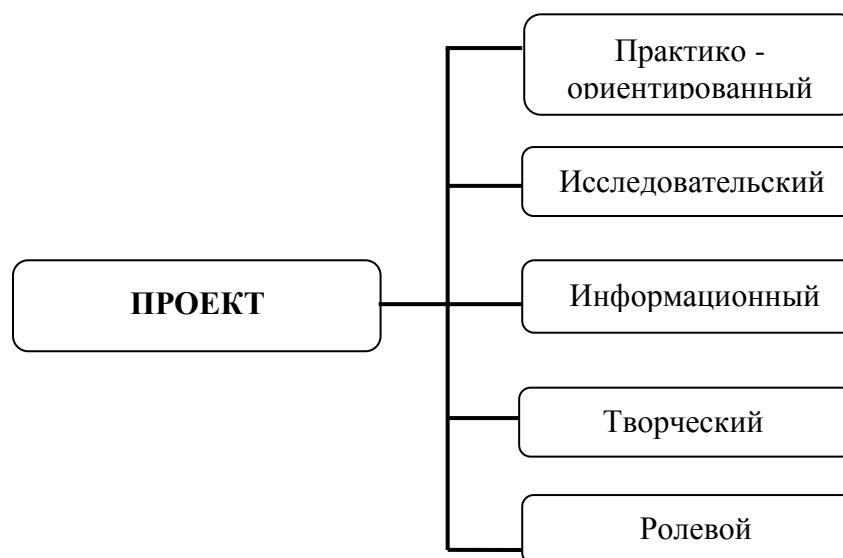 Практико -
ориентированный
Исследовательский
ПРОЕКТ
Информационный
Творческий
Ролевой